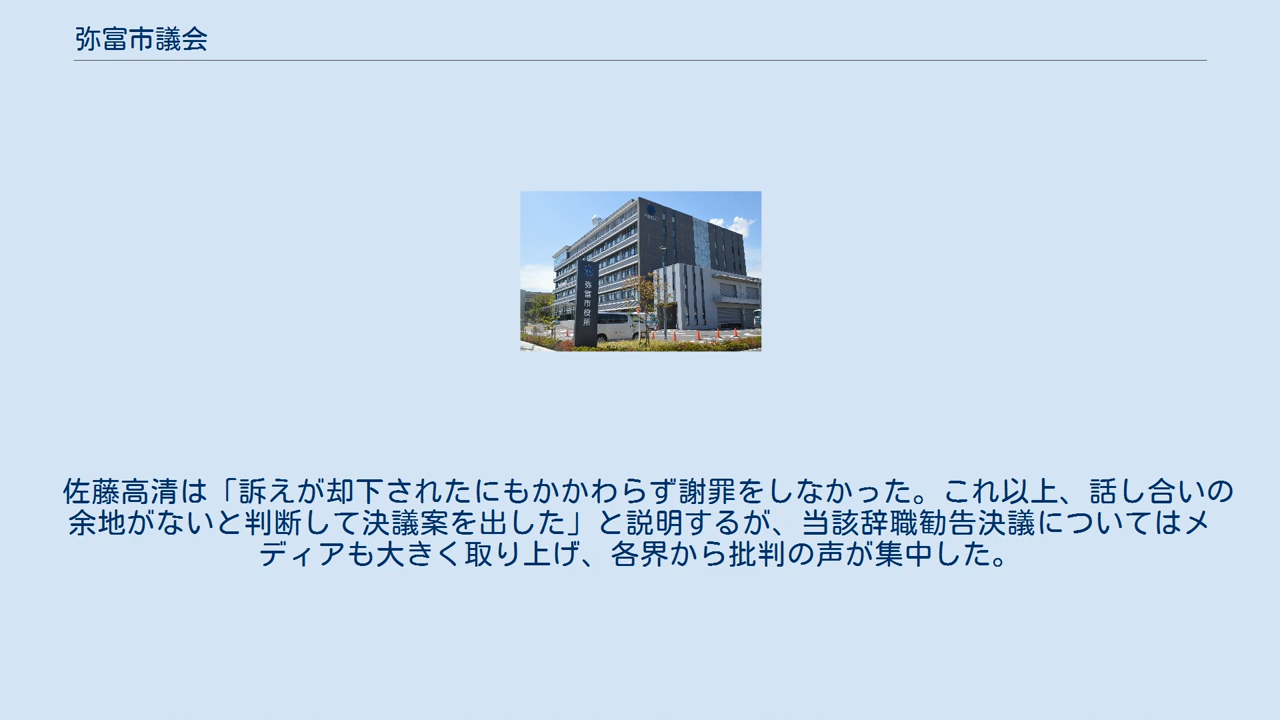 弥富市議会
弥富市役所
佐藤高清は「訴えが却下されたにもかかわらず謝罪をしなかった。これ以上、話し合いの
余地がないと判断して決議案を出した」と説明するが、当該辞職勧告決議についてはメ
ディアも大きく取り上げ、各界から批判の声が集中した。